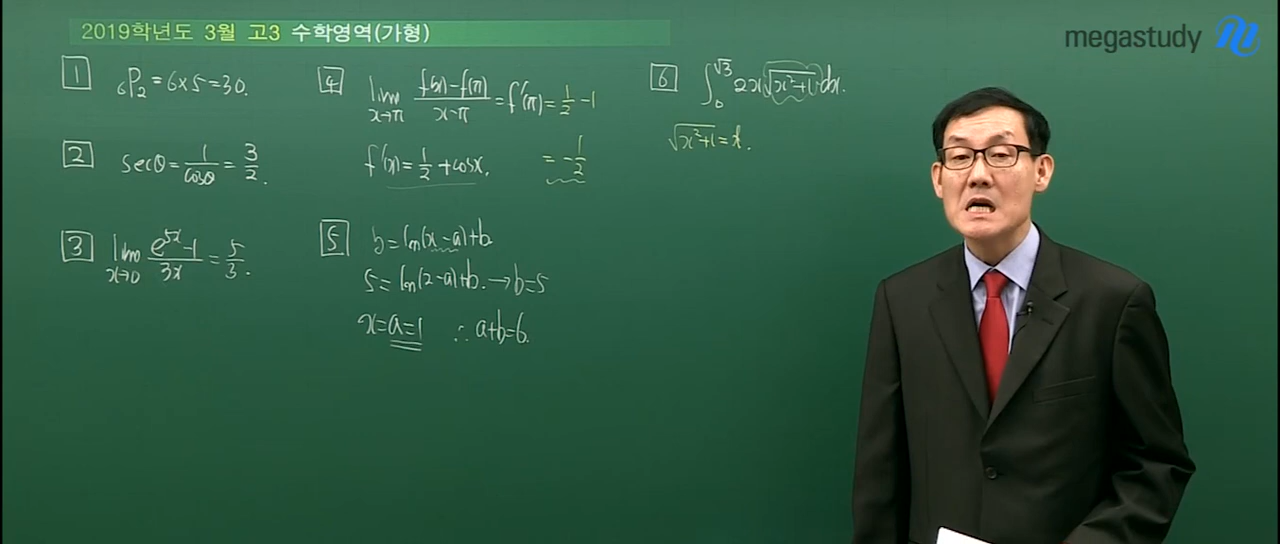 2019학년도 3월 고3 수학영역(가형)
megastudy
1
₆P₂ = 6×5 = 30.
2
secθ = 1/cosθ = 3/2.
3
lim x→0 (e^{5x} - 1)/3x = 5/3.
4
lim x→π (f(x) - f(π))/(x - π) = f'(π) = 1/2 - 1
f'(x) = 1/2 + cosx.
= - 1/2
5
y = ln(x - a) + b
5 = ln(2 - a) + b. → b = 5
x = a = 1 ∴ a+b = 6.
6
∫₀^{√3} 2x√(x²+1) dx.
√(x²+1) = t.